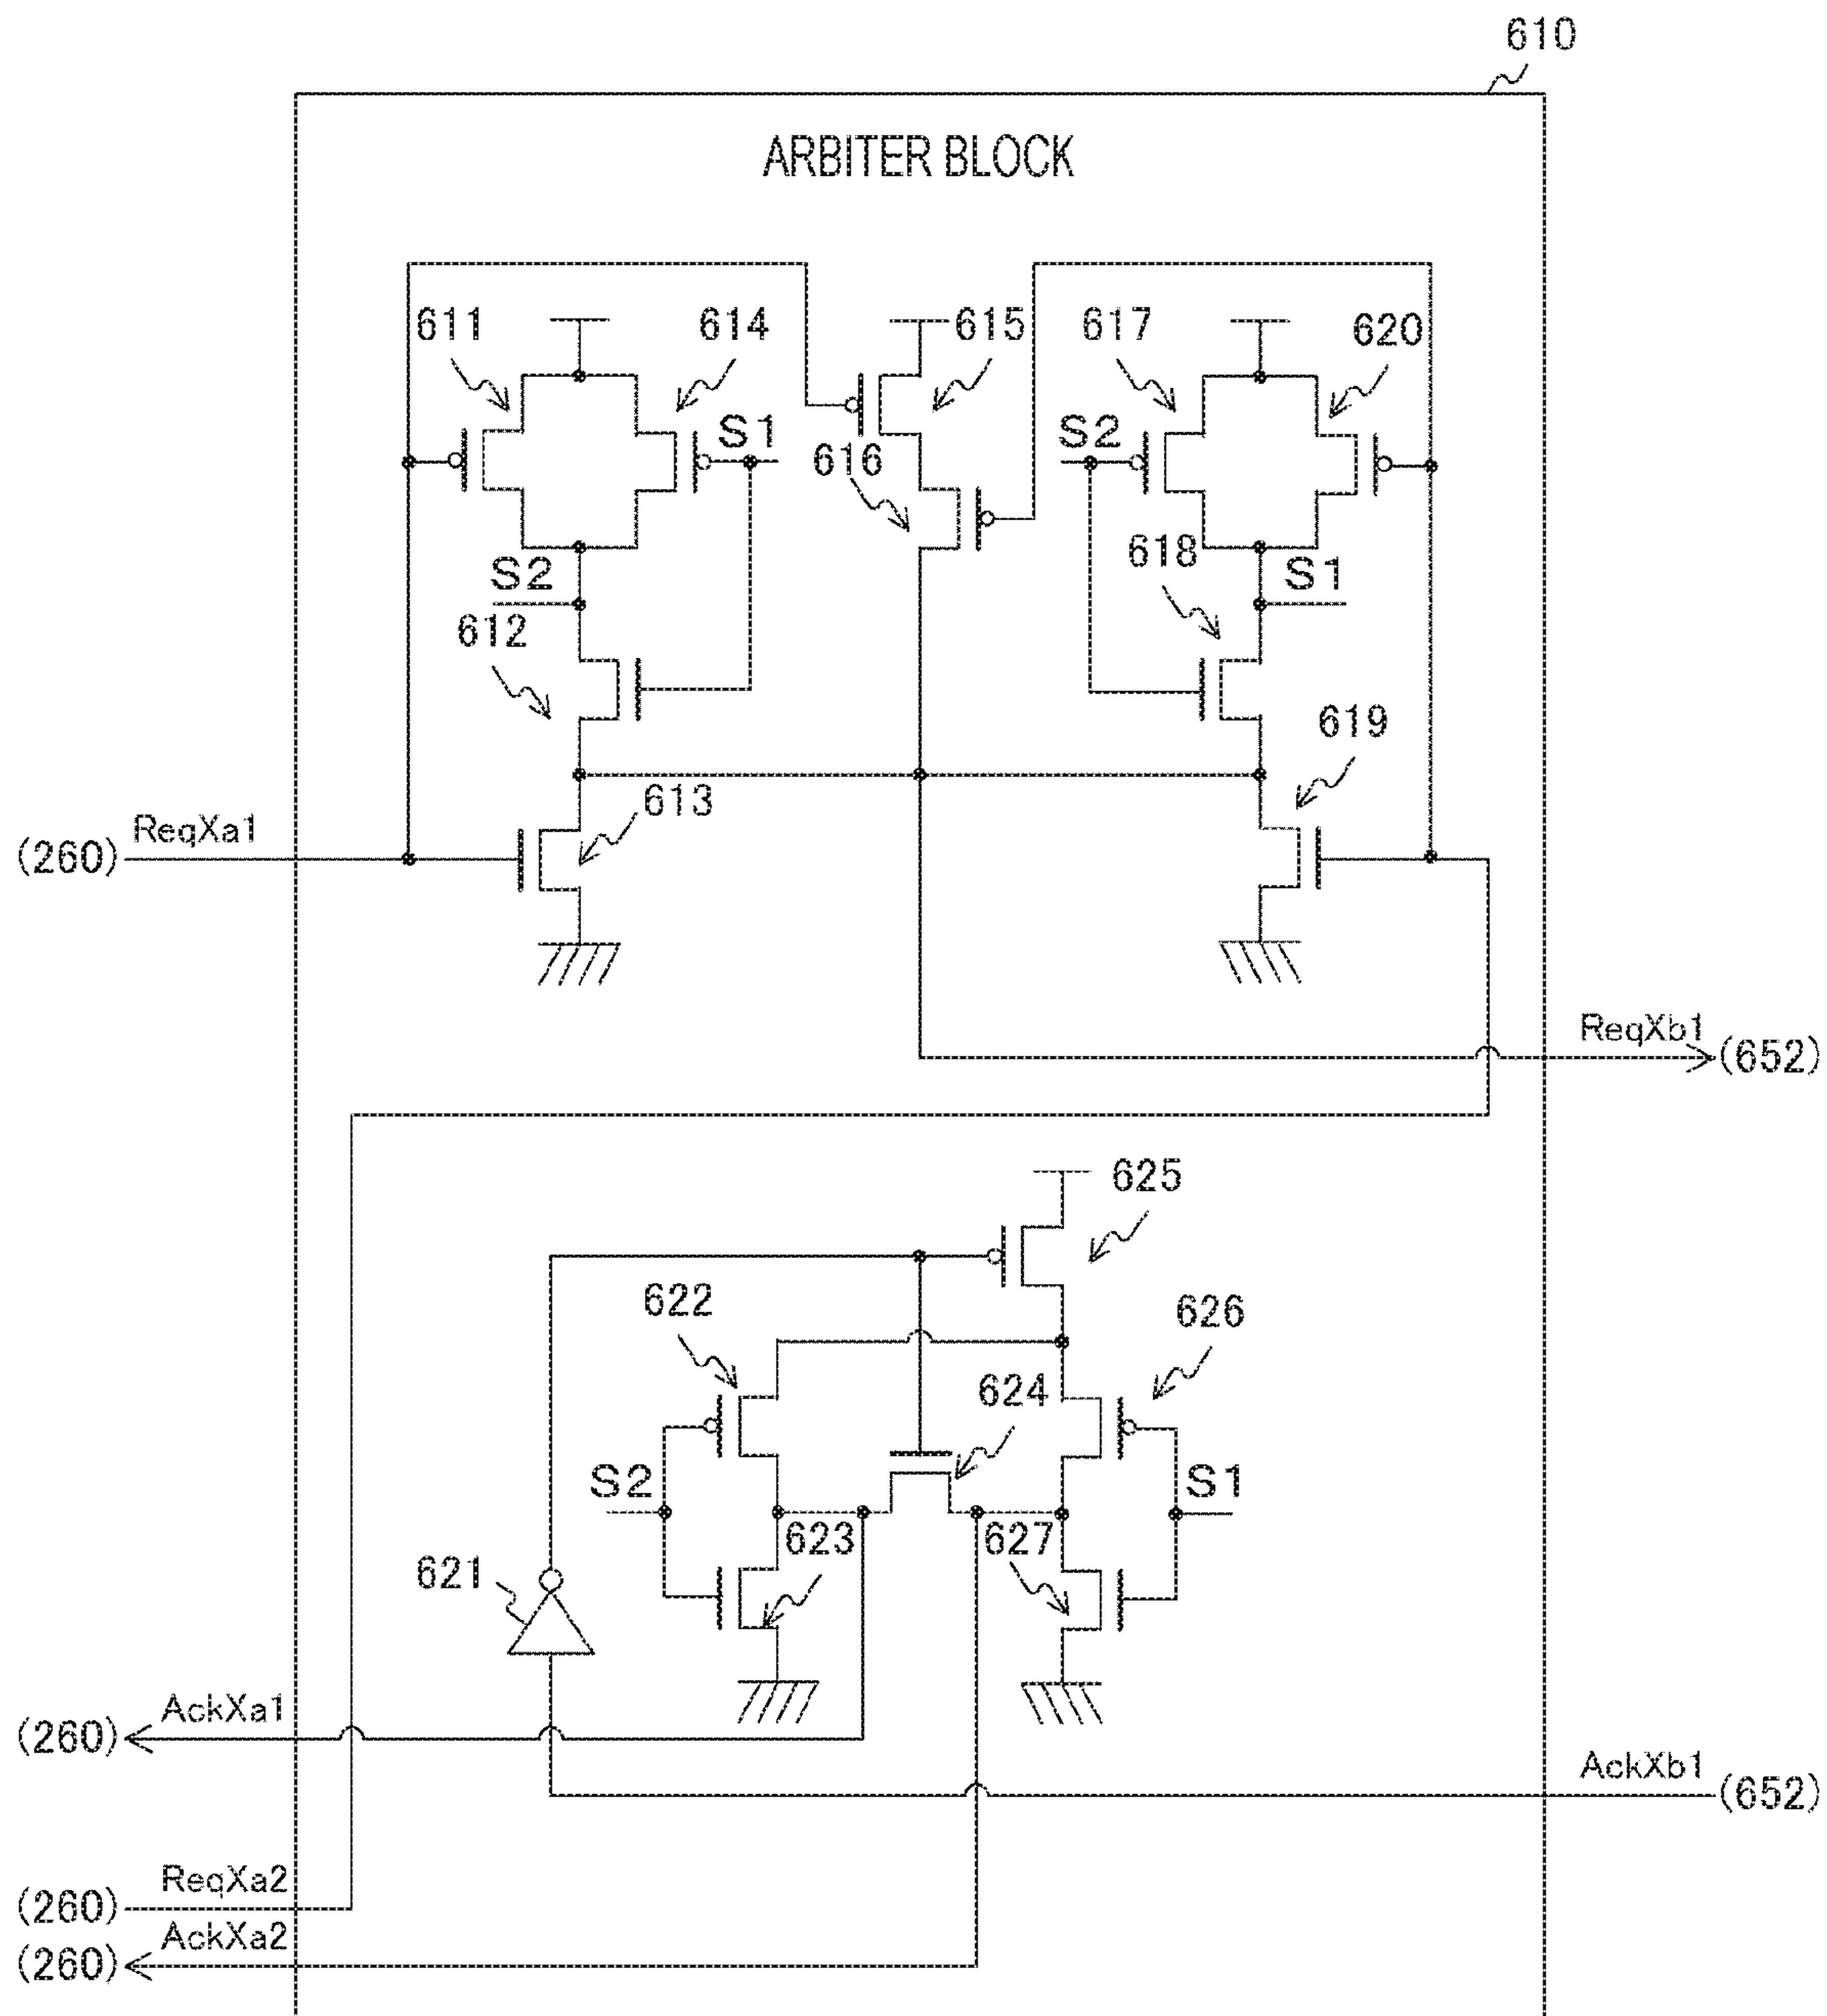 610
ARBITER BLOCK
611
614
615
617
620
S1
616
S2
S2
618
S1
612
619
613
(260)
ReqXa1
ReqXb1
(652)
625
622
626
624
S2
S1
623
627
621
(260)
AckXa1
AckXb1
(652)
(260)
ReqXa2
(260)
AckXa2